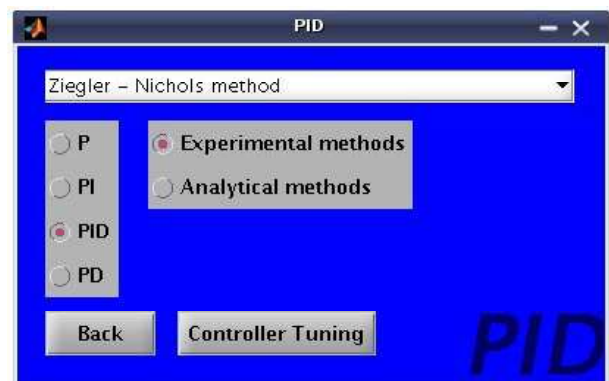 PID
Ziegler – Nichols method
P
Experimental methods
PI
Analytical methods
PID
PD
Back
Controller Tuning
PID